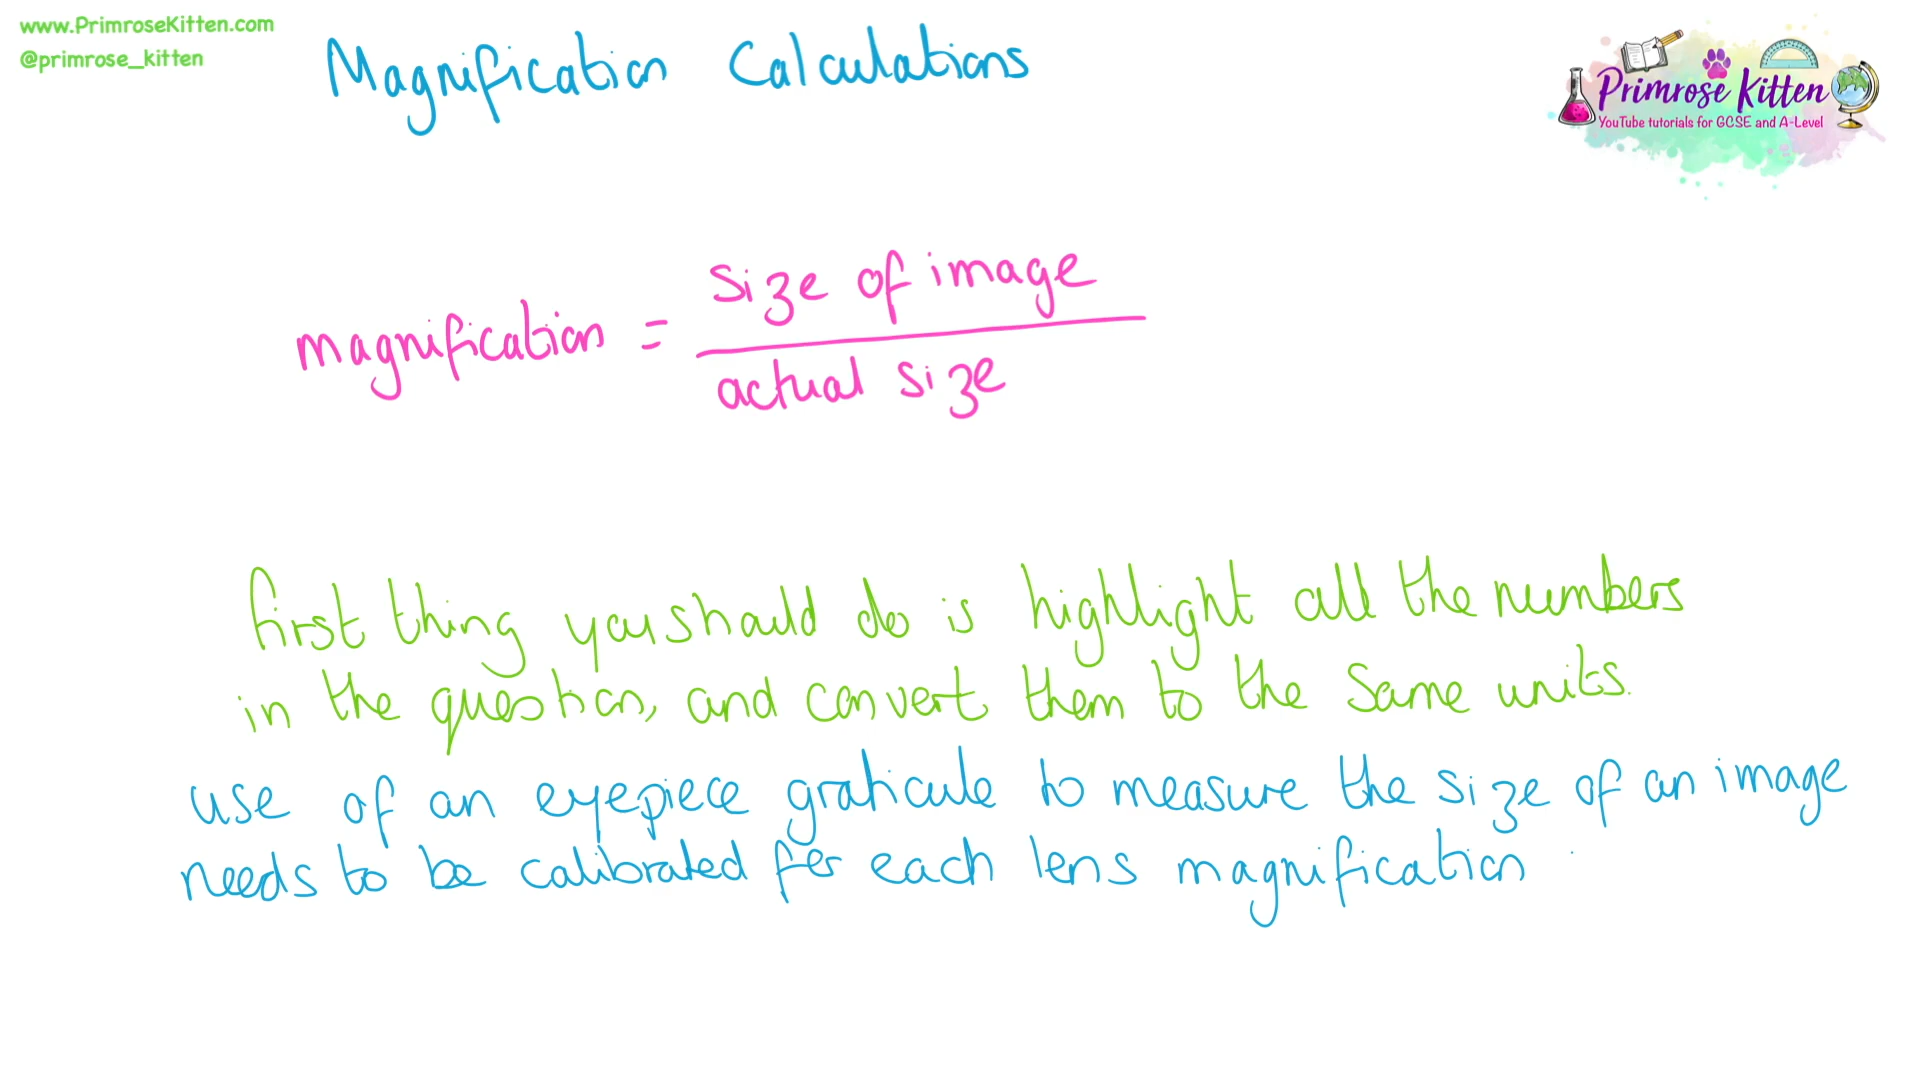 www.PrimroseKitten.com
@primrose_kitten
Magnification Calculations
Primrose Kitten
YouTube tutorials for GCSE and A-Level
magnification = size of image
actual size
first thing you should do is highlight all the numbers
in the question, and convert them to the same units.
use of an eyepiece graticule to measure the size of an image
needs to be calibrated for each lens magnification